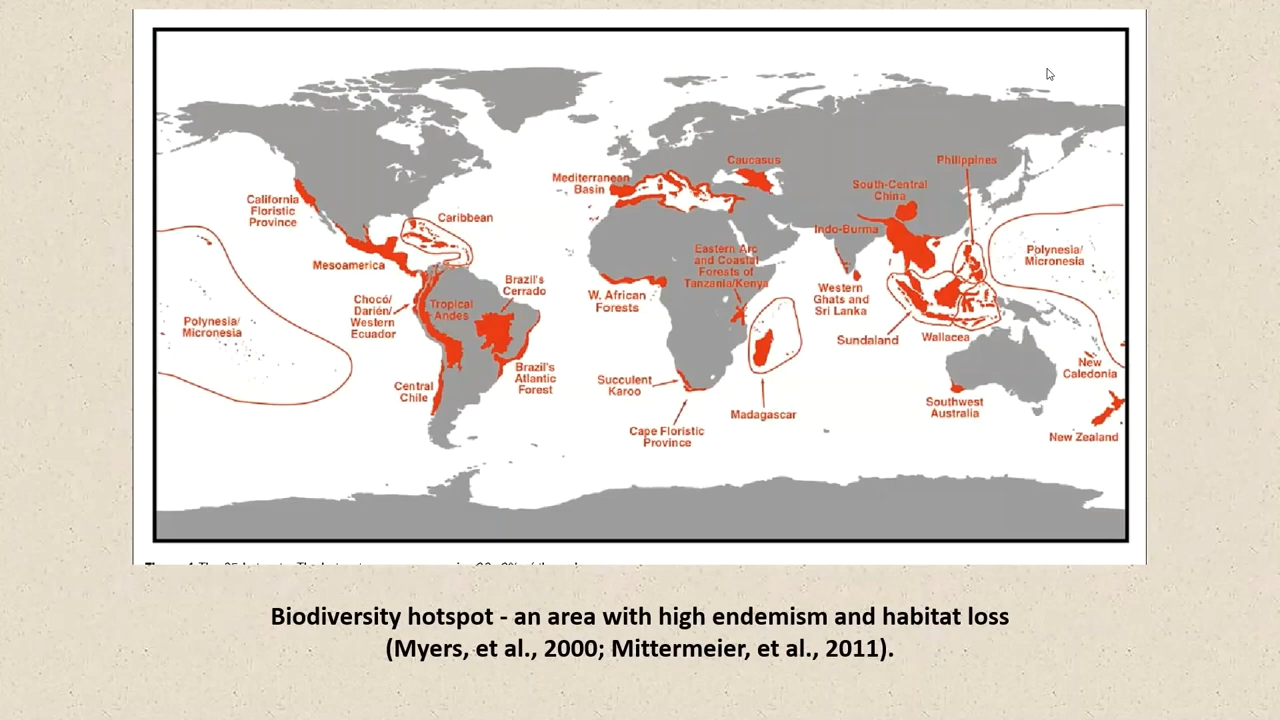 Caucasus
Philippines
Mediterranean
Basin
South-Central
China
California
Floristic
Province
Caribbean
Indo-Burma
Eastern Arc
and Coastal
Forests of
Tanzania/Kenya
Polynesia/
Micronesia
Mesoamerica
Brazil's
Cerrado
W. African
Forests
Western
Ghats and
Sri Lanka
Chocó/
Darién/
Western
Ecuador
Tropical
Andes
Polynesia/
Micronesia
Sundaland
Wallacea
New
Caledonia
Brazil's
Atlantic
Forest
Central
Chile
Succulent
Karoo
Madagascar
Southwest
Australia
Cape Floristic
Province
New Zealand
Biodiversity hotspot - an area with high endemism and habitat loss
(Myers, et al., 2000; Mittermeier, et al., 2011).